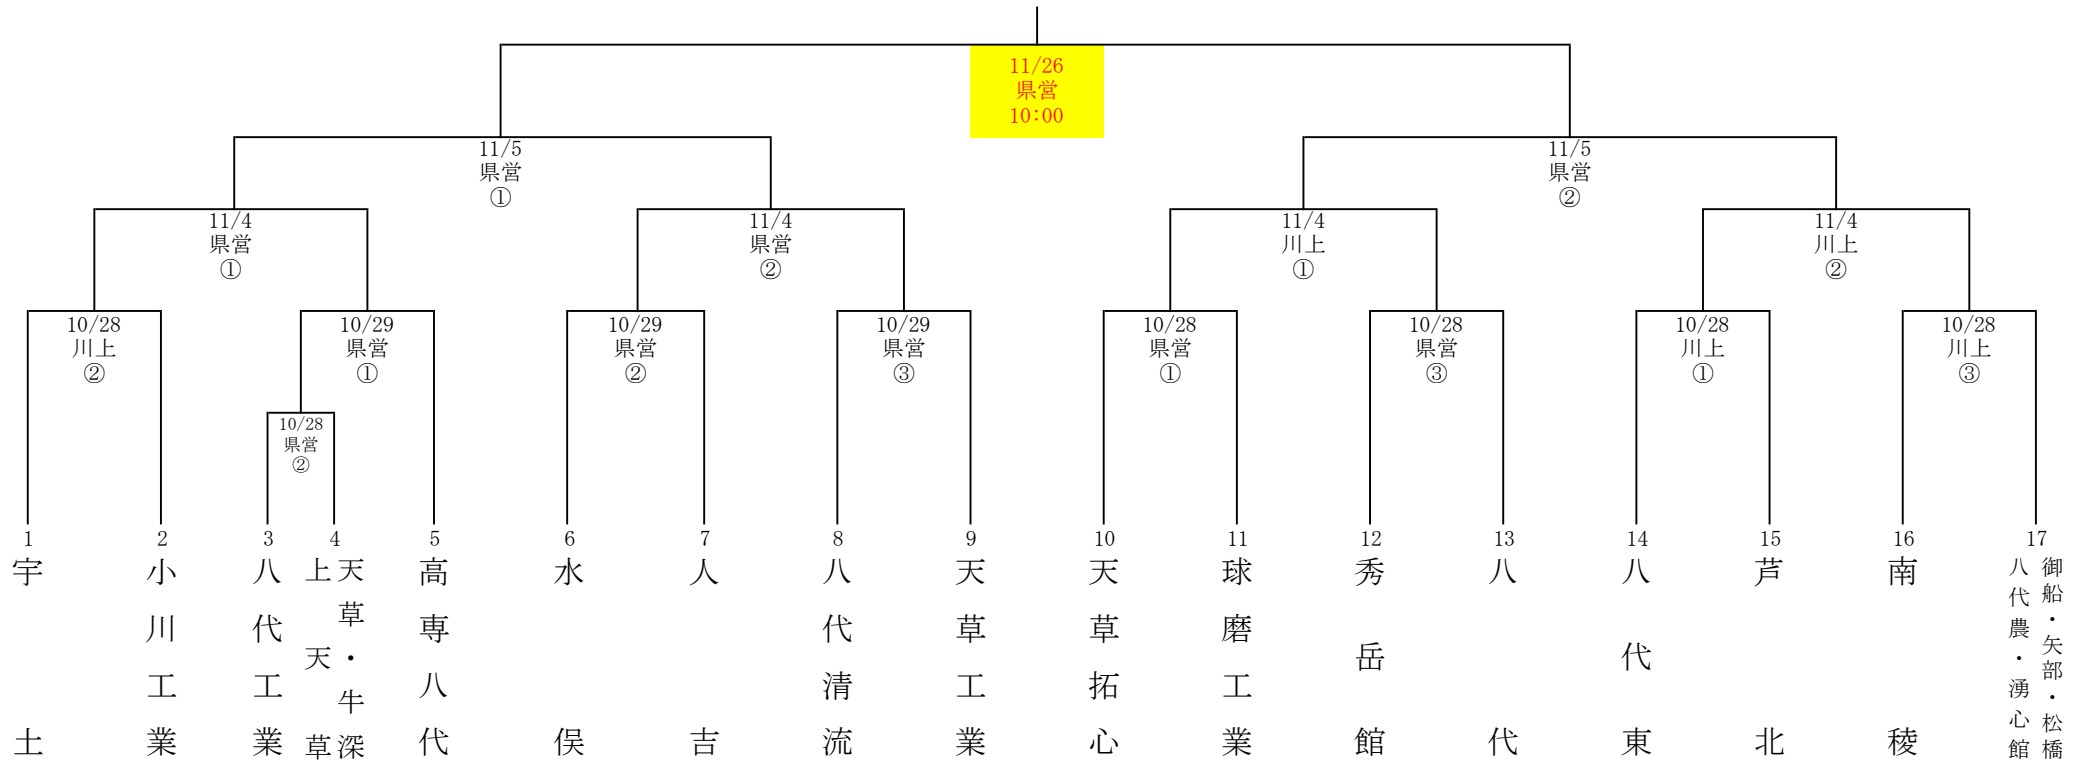 11/26
県営
10:00
11/5
県営
①
11/5
県営
②
11/4
県営
①
11/4
県営
②
11/4
川上
①
11/4
川上
②
10/28
川上
②
10/29
県営
①
10/29
県営
②
10/29
県営
③
10/28
県営
①
10/28
県営
③
10/28
川上
①
10/28
川上
③
10/28
県営
②
1
宇土
2
小川工業
3
八代工業
4
天草・牛深
上天草
5
高専八代
6
水俣
7
人吉
8
八代清流
9
天草工業
10
天草拓心
11
球磨工業
12
秀岳館
13
八代
14
八代東
15
芦北
16
南稜
17
御船・矢部・松橋
八代農・湧心館